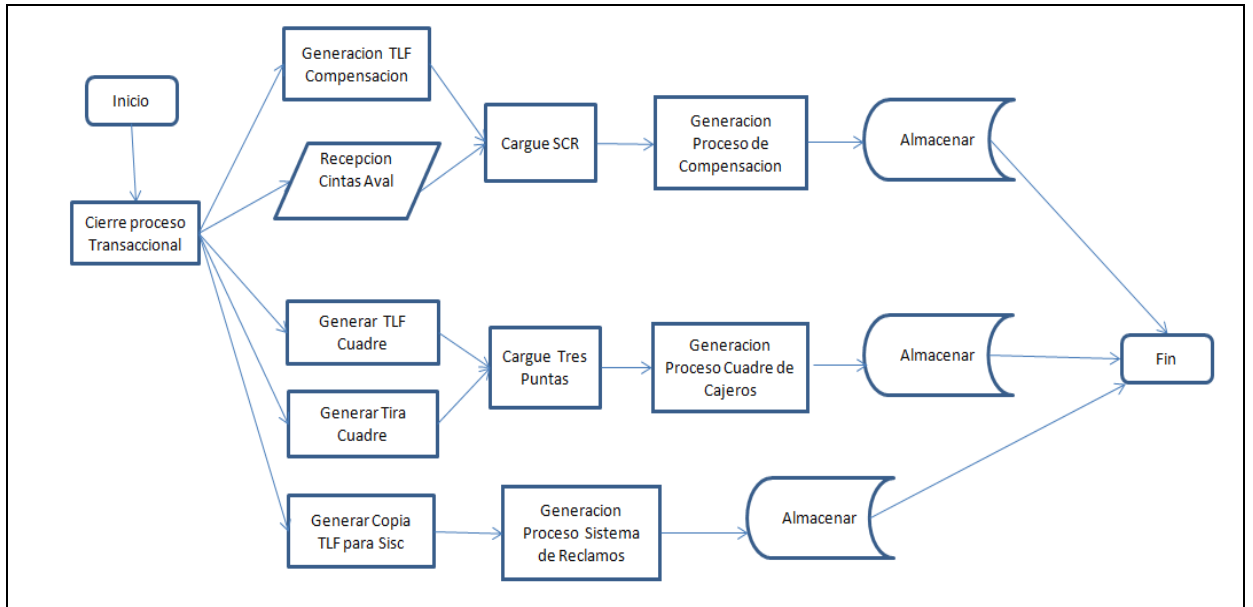 Inicio
Cierre proceso
Transaccional
Generacion TLF
Compensacion
Recepcion
Cintas Aval
Cargue SCR
Generacion
Proceso de
Compensacion
Almacenar
Generar TLF
Cuadre
Generar Tira
Cuadre
Cargue Tres
Puntas
Generacion
Proceso Cuadre de
Cajeros
Almacenar
Fin
Generar Copia
TLF para Sisc
Generacion
Proceso Sistema
de Reclamos
Almacenar